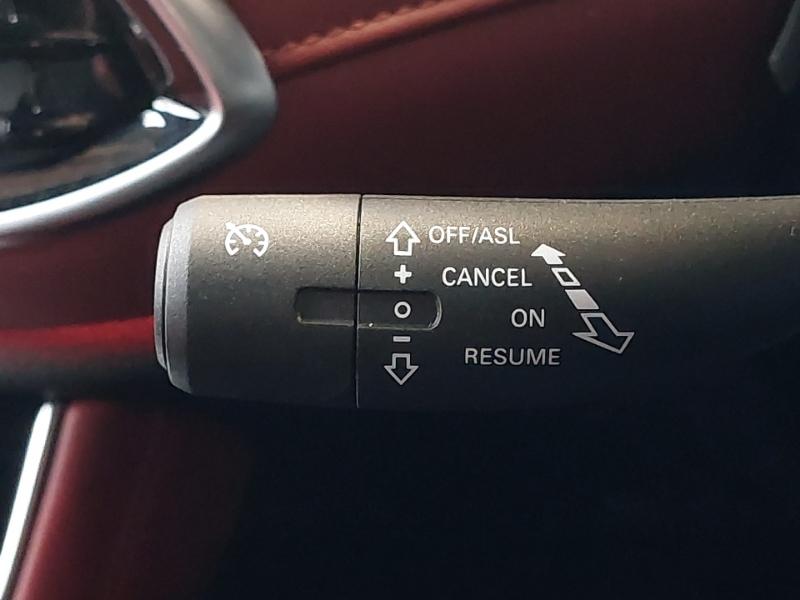 OFF/ASL
+ CANCEL
O ON
- RESUME